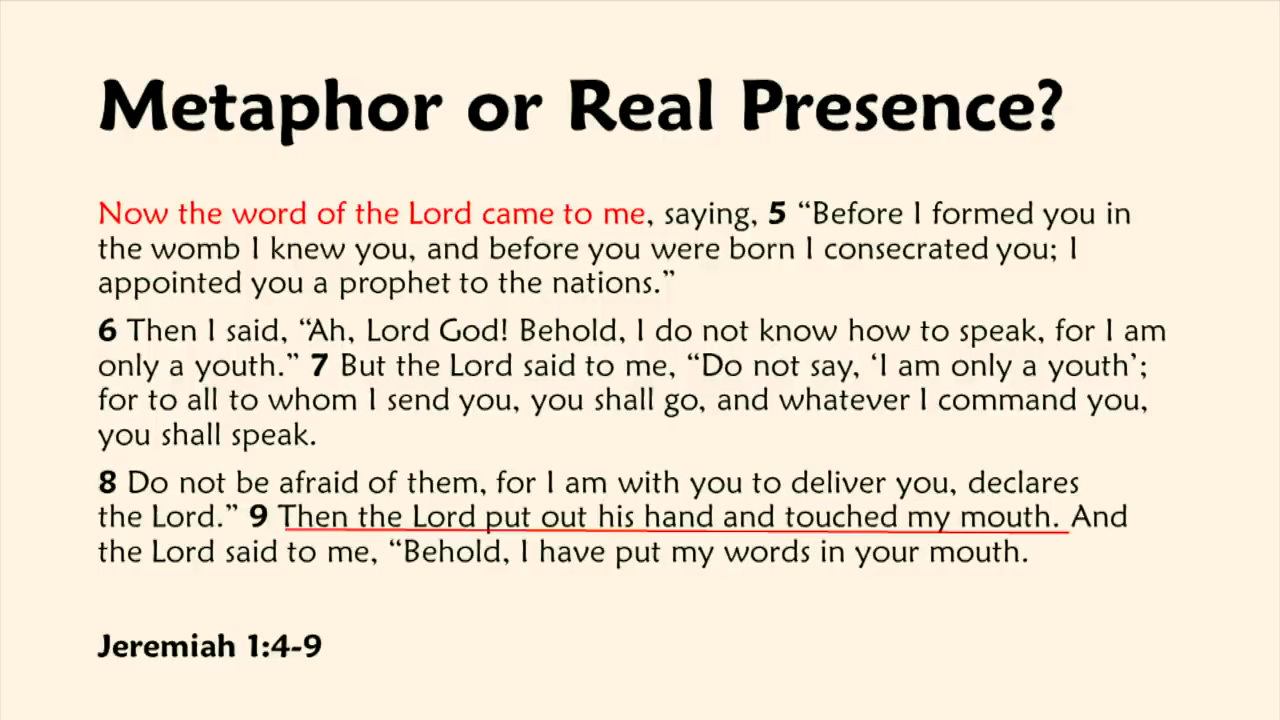 Metaphor or Real Presence?
Now the word of the Lord came to me, saying, 5 “Before I formed you in
the womb I knew you, and before you were born I consecrated you; I
appointed you a prophet to the nations.”
6 Then I said, “Ah, Lord God! Behold, I do not know how to speak, for I am
only a youth.” 7 But the Lord said to me, “Do not say, ‘I am only a youth’;
for to all to whom I send you, you shall go, and whatever I command you,
you shall speak.
8 Do not be afraid of them, for I am with you to deliver you, declares
the Lord.” 9 Then the Lord put out his hand and touched my mouth. And
the Lord said to me, “Behold, I have put my words in your mouth.
Jeremiah 1:4-9